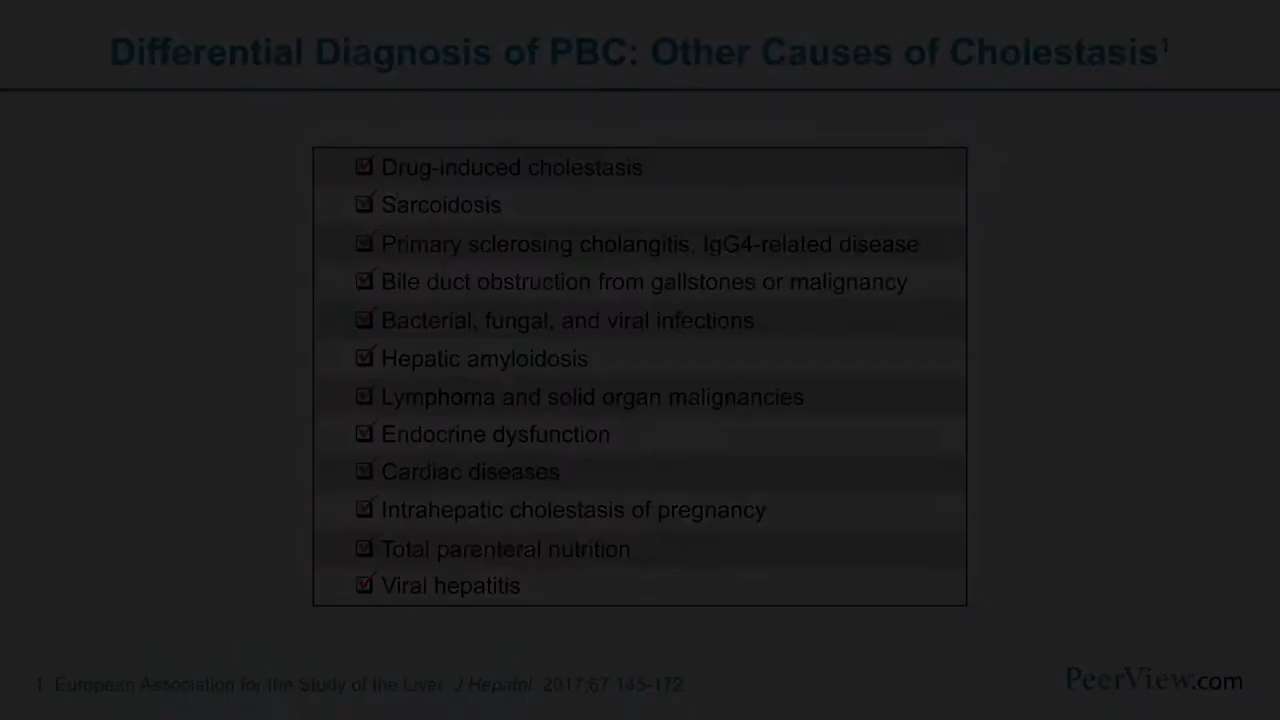 Differential Diagnosis of PBC: Other Causes of Cholestasis¹
Drug-induced cholestasis
Sarcoidosis
Primary sclerosing cholangitis, IgG4-related disease
Bile duct obstruction from gallstones or malignancy
Bacterial, fungal, and viral infections
Hepatic amyloidosis
Lymphoma and solid organ malignancies
Endocrine dysfunction
Cardiac diseases
Intrahepatic cholestasis of pregnancy
Total parenteral nutrition
Viral hepatitis
1. European Association for the Study of the Liver. J Hepatol. 2017;67:145-172.
PeerView.com